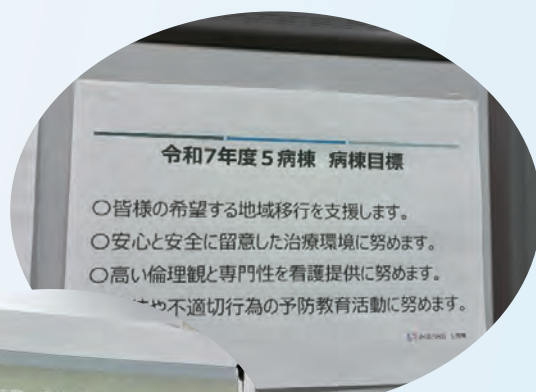 令和7年度5病棟 病棟目標
〇皆様の希望する地域移行を支援します。
〇安心と安全に留意した治療環境に努めます。
〇高い倫理観と専門性を看護提供に努めます。
や不適切行為の予防教育活動に努めます。